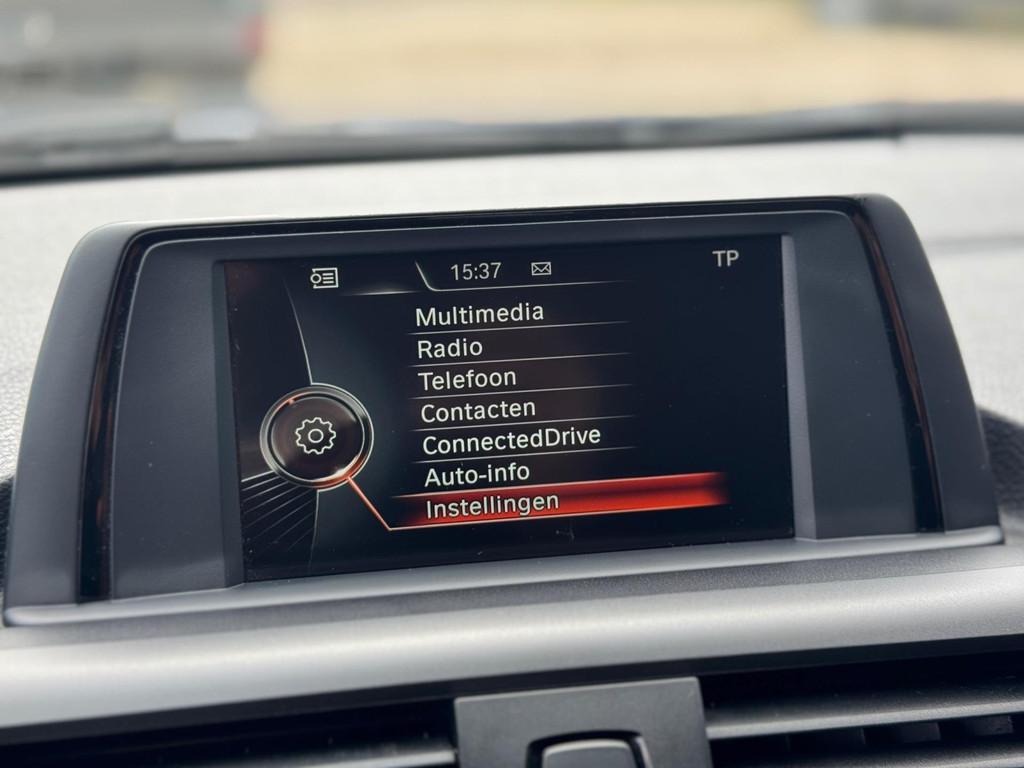 15:37
TP
Multimedia
Radio
Telefoon
Contacten
ConnectedDrive
Auto-info
Instellingen